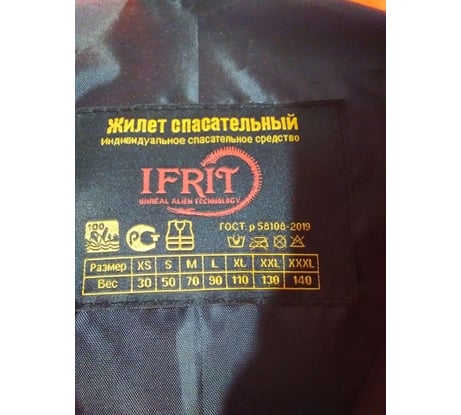 Жилет спасательный
Индивидуальное спасательное средство
IFRIT
UNREAL ALIEN TECHNOLOGY
100
ГОСТ: р 58108-2019
Размер XS S M L XL XXL XXXL
Вес 30 50 70 90 110 130 140